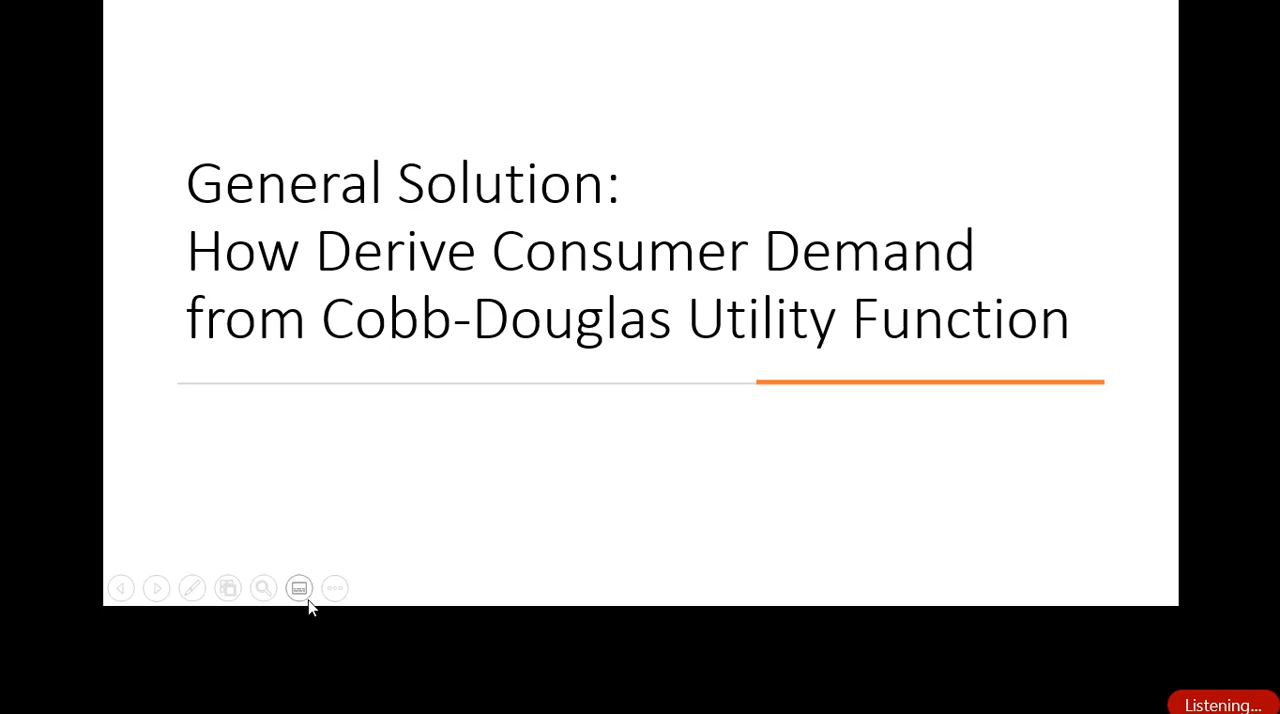 General Solution:
How Derive Consumer Demand
from Cobb-Douglas Utility Function
Listening...